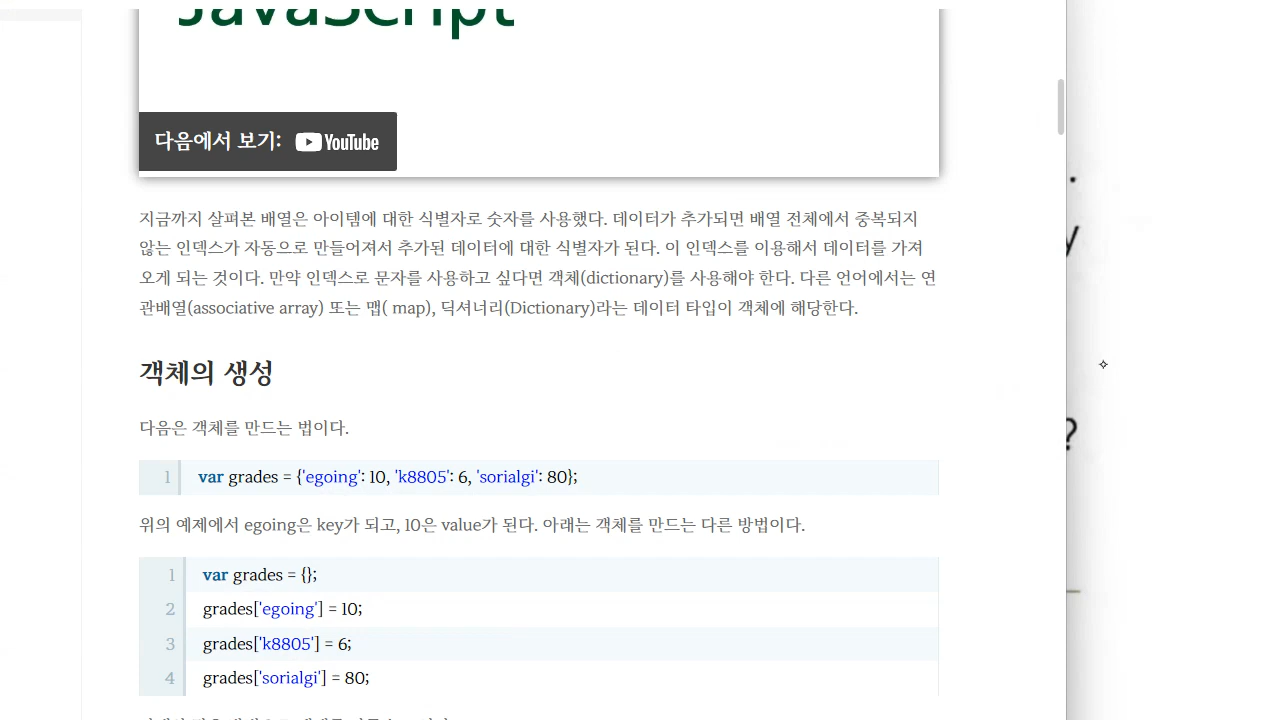 JavaScript
다음에서 보기: YouTube
지금까지 살펴본 배열은 아이템에 대한 식별자로 숫자를 사용했다. 데이터가 추가되면 배열 전체에서 중복되지
않는 인덱스가 자동으로 만들어져서 추가된 데이터에 대한 식별자가 된다. 이 인덱스를 이용해서 데이터를 가져
오게 되는 것이다. 만약 인덱스로 문자를 사용하고 싶다면 객체(dictionary)를 사용해야 한다. 다른 언어에서는 연
관배열(associative array) 또는 맵( map), 딕셔너리(Dictionary)라는 데이터 타입이 객체에 해당한다.
객체의 생성
다음은 객체를 만드는 법이다.
1 var grades = {'egoing': 10, 'k8805': 6, 'sorialgi': 80};
위의 예제에서 egoing은 key가 되고, 10은 value가 된다. 아래는 객체를 만드는 다른 방법이다.
1 var grades = {};
2 grades['egoing'] = 10;
3 grades['k8805'] = 6;
4 grades['sorialgi'] = 80;